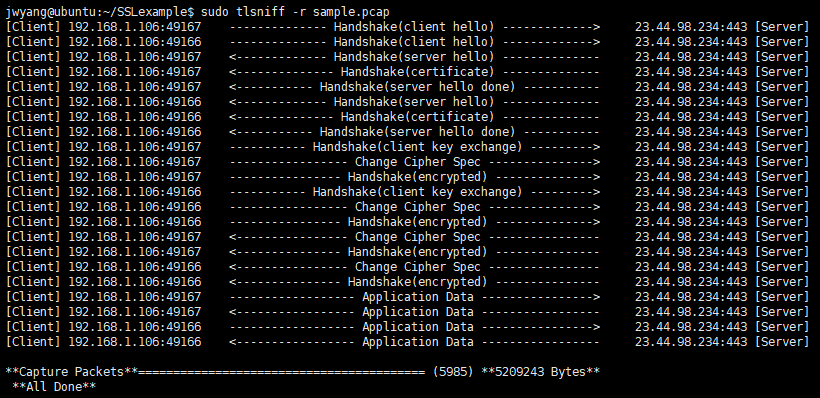 jwyang@ubuntu:~/SSLexample$ sudo tlsniff -r sample.pcap
[Client] 192.168.1.106:49167    -------------- Handshake(client hello) ------------->     23.44.98.234:443 [Server]
[Client] 192.168.1.106:49166    -------------- Handshake(client hello) ------------->     23.44.98.234:443 [Server]
[Client] 192.168.1.106:49167    <------------- Handshake(server hello) --------------     23.44.98.234:443 [Server]
[Client] 192.168.1.106:49167    <-------------- Handshake(certificate) --------------     23.44.98.234:443 [Server]
[Client] 192.168.1.106:49167    <----------- Handshake(server hello done) -----------     23.44.98.234:443 [Server]
[Client] 192.168.1.106:49166    <------------- Handshake(server hello) --------------     23.44.98.234:443 [Server]
[Client] 192.168.1.106:49166    <-------------- Handshake(certificate) --------------     23.44.98.234:443 [Server]
[Client] 192.168.1.106:49166    <----------- Handshake(server hello done) -----------     23.44.98.234:443 [Server]
[Client] 192.168.1.106:49167    ----------- Handshake(client key exchange) --------->     23.44.98.234:443 [Server]
[Client] 192.168.1.106:49167    ----------------- Change Cipher Spec --------------->     23.44.98.234:443 [Server]
[Client] 192.168.1.106:49167    ---------------- Handshake(encrypted) -------------->     23.44.98.234:443 [Server]
[Client] 192.168.1.106:49166    ----------- Handshake(client key exchange) --------->     23.44.98.234:443 [Server]
[Client] 192.168.1.106:49166    ----------------- Change Cipher Spec --------------->     23.44.98.234:443 [Server]
[Client] 192.168.1.106:49166    ---------------- Handshake(encrypted) -------------->     23.44.98.234:443 [Server]
[Client] 192.168.1.106:49167    <---------------- Change Cipher Spec ----------------     23.44.98.234:443 [Server]
[Client] 192.168.1.106:49167    <--------------- Handshake(encrypted) ---------------     23.44.98.234:443 [Server]
[Client] 192.168.1.106:49166    <---------------- Change Cipher Spec ----------------     23.44.98.234:443 [Server]
[Client] 192.168.1.106:49166    <--------------- Handshake(encrypted) ---------------     23.44.98.234:443 [Server]
[Client] 192.168.1.106:49167    ------------------ Application Data ---------------->     23.44.98.234:443 [Server]
[Client] 192.168.1.106:49167    <----------------- Application Data -----------------     23.44.98.234:443 [Server]
[Client] 192.168.1.106:49166    ------------------ Application Data ---------------->     23.44.98.234:443 [Server]
[Client] 192.168.1.106:49166    <----------------- Application Data -----------------     23.44.98.234:443 [Server]
**Capture Packets**========================================= (5985) **5209243 Bytes**
**All Done**